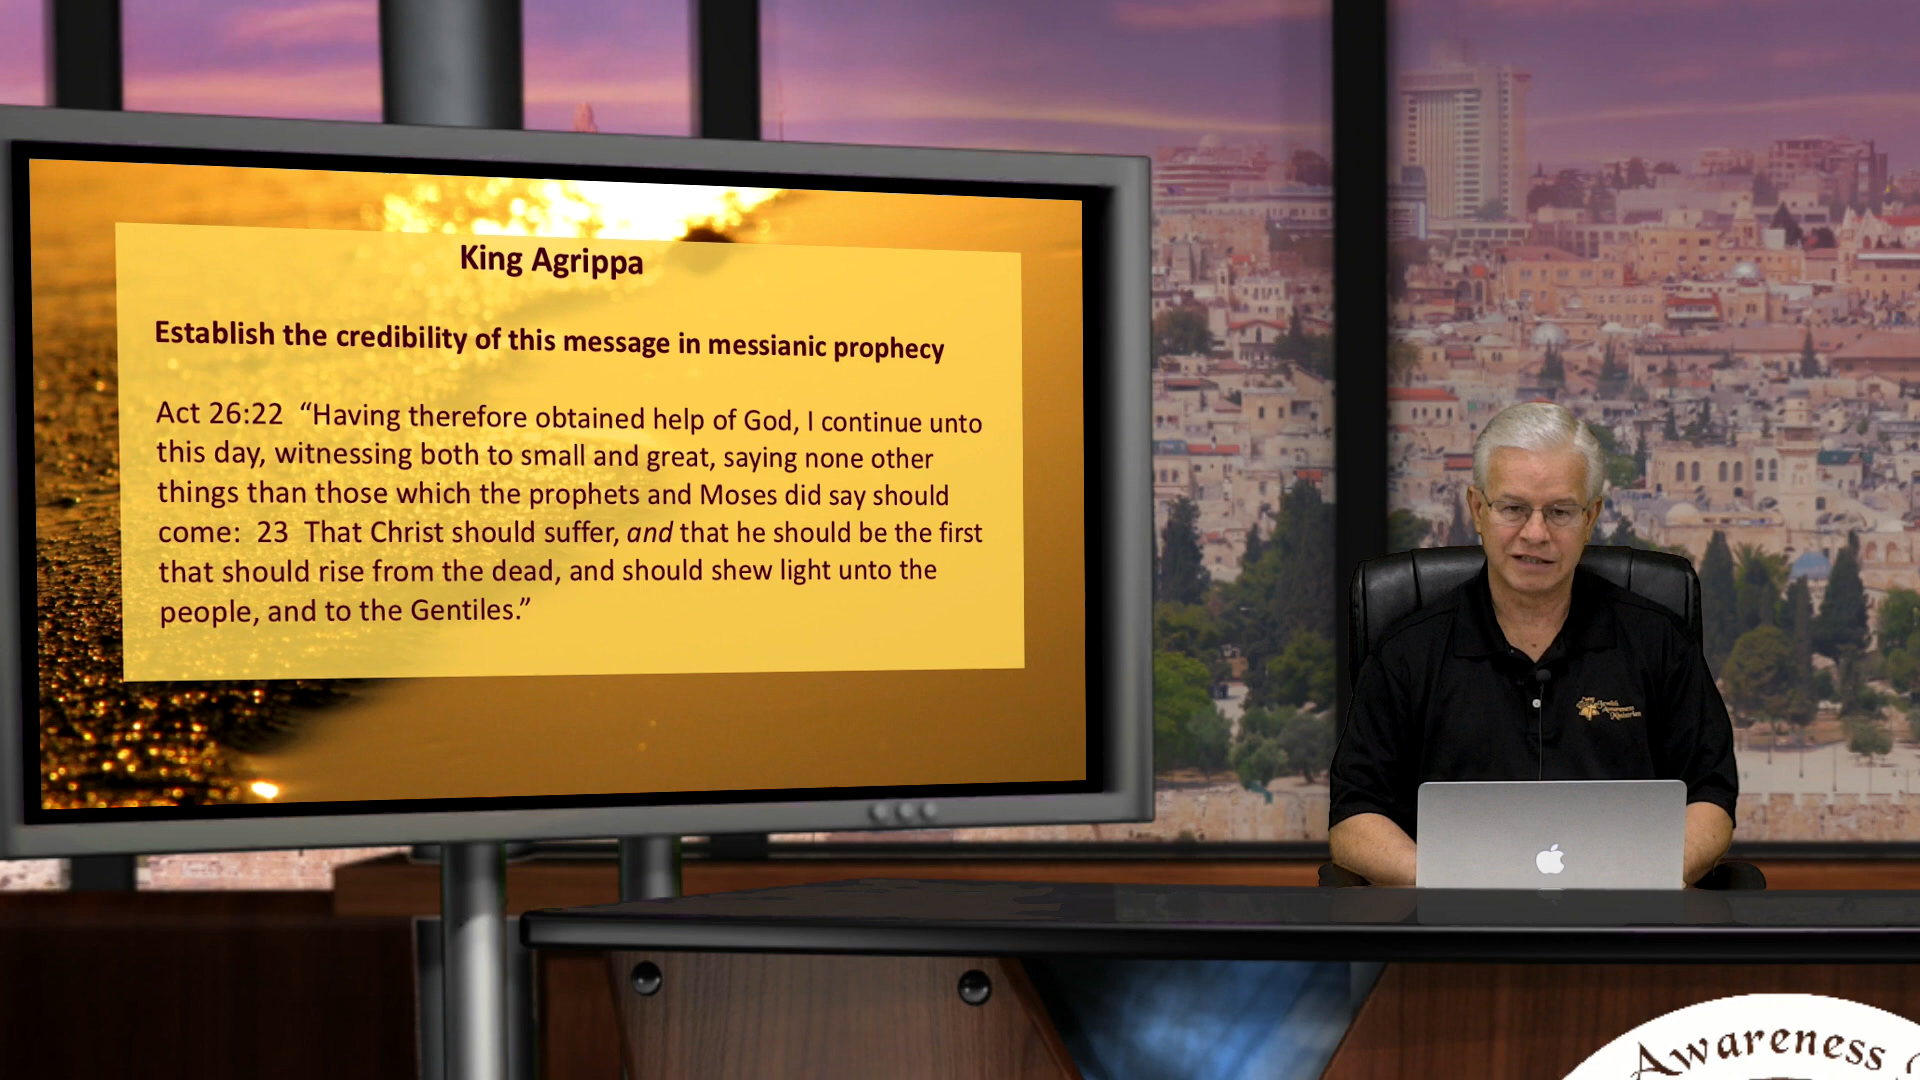 King Agrippa
Establish the credibility of this message in messianic prophecy
Act 26:22  “Having therefore obtained help of God, I continue unto
this day, witnessing both to small and great, saying none other
things than those which the prophets and Moses did say should
come:  23  That Christ should suffer, and that he should be the first
that should rise from the dead, and should shew light unto the
people, and to the Gentiles.”
Jewish
Awareness
Ministries
Awareness